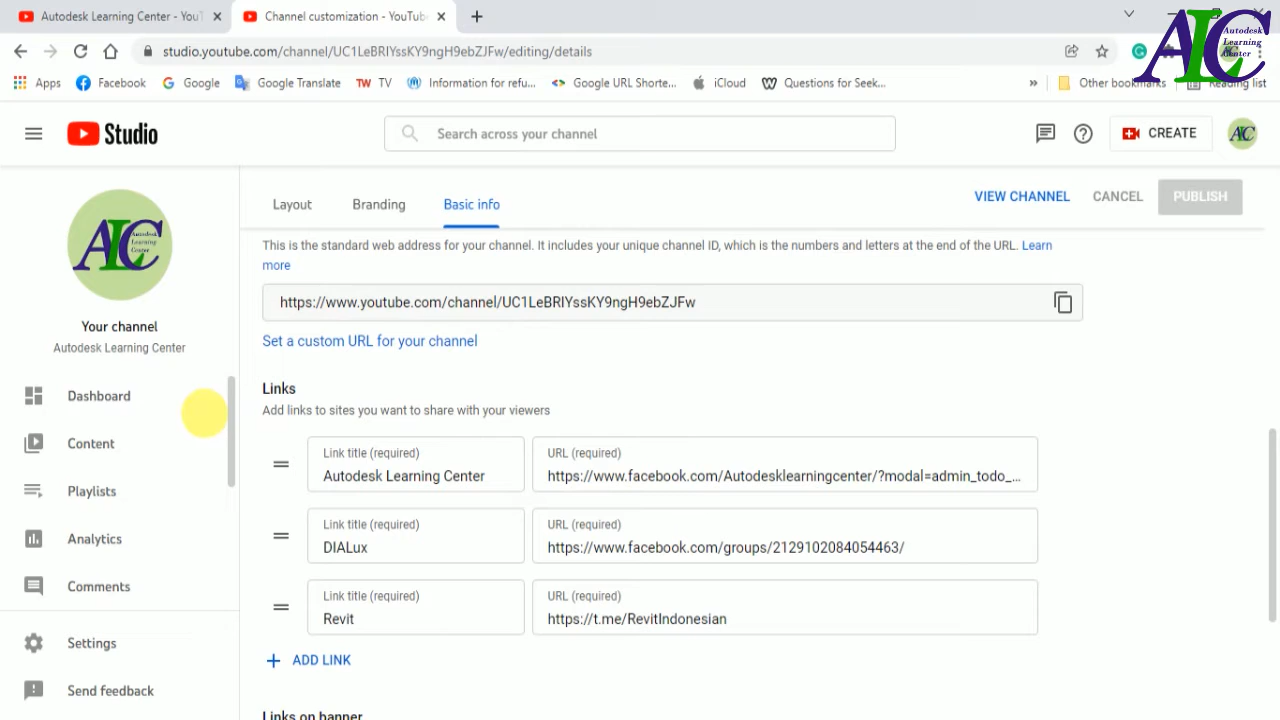 Autodesk Learning Center - YouT
Channel customization - YouTub
studio.youtube.com/channel/UC1LeBRIYssKY9ngH9ebZJFw/editing/details
Apps
Facebook
Google
Google Translate
TW TV
Information for refu...
Google URL Shorte...
iCloud
Questions for Seek...
»
Other bookmarks
Reading list
ALC
Autodesk
Learning
Center
Studio
Search across your channel
CREATE
ALC
ALC
Autodesk
Learning
Center
Your channel
Autodesk Learning Center
Dashboard
Content
Playlists
Analytics
Comments
Settings
Send feedback
Layout
Branding
Basic info
VIEW CHANNEL
CANCEL
PUBLISH
This is the standard web address for your channel. It includes your unique channel ID, which is the numbers and letters at the end of the URL. Learn
more
https://www.youtube.com/channel/UC1LeBRIYssKY9ngH9ebZJFw
Set a custom URL for your channel
Links
Add links to sites you want to share with your viewers
Link title (required)
Autodesk Learning Center
URL (required)
https://www.facebook.com/Autodesklearningcenter/?modal=admin_todo_...
Link title (required)
DIALux
URL (required)
https://www.facebook.com/groups/2129102084054463/
Link title (required)
Revit
URL (required)
https://t.me/RevitIndonesian
ADD LINK
Links on banner